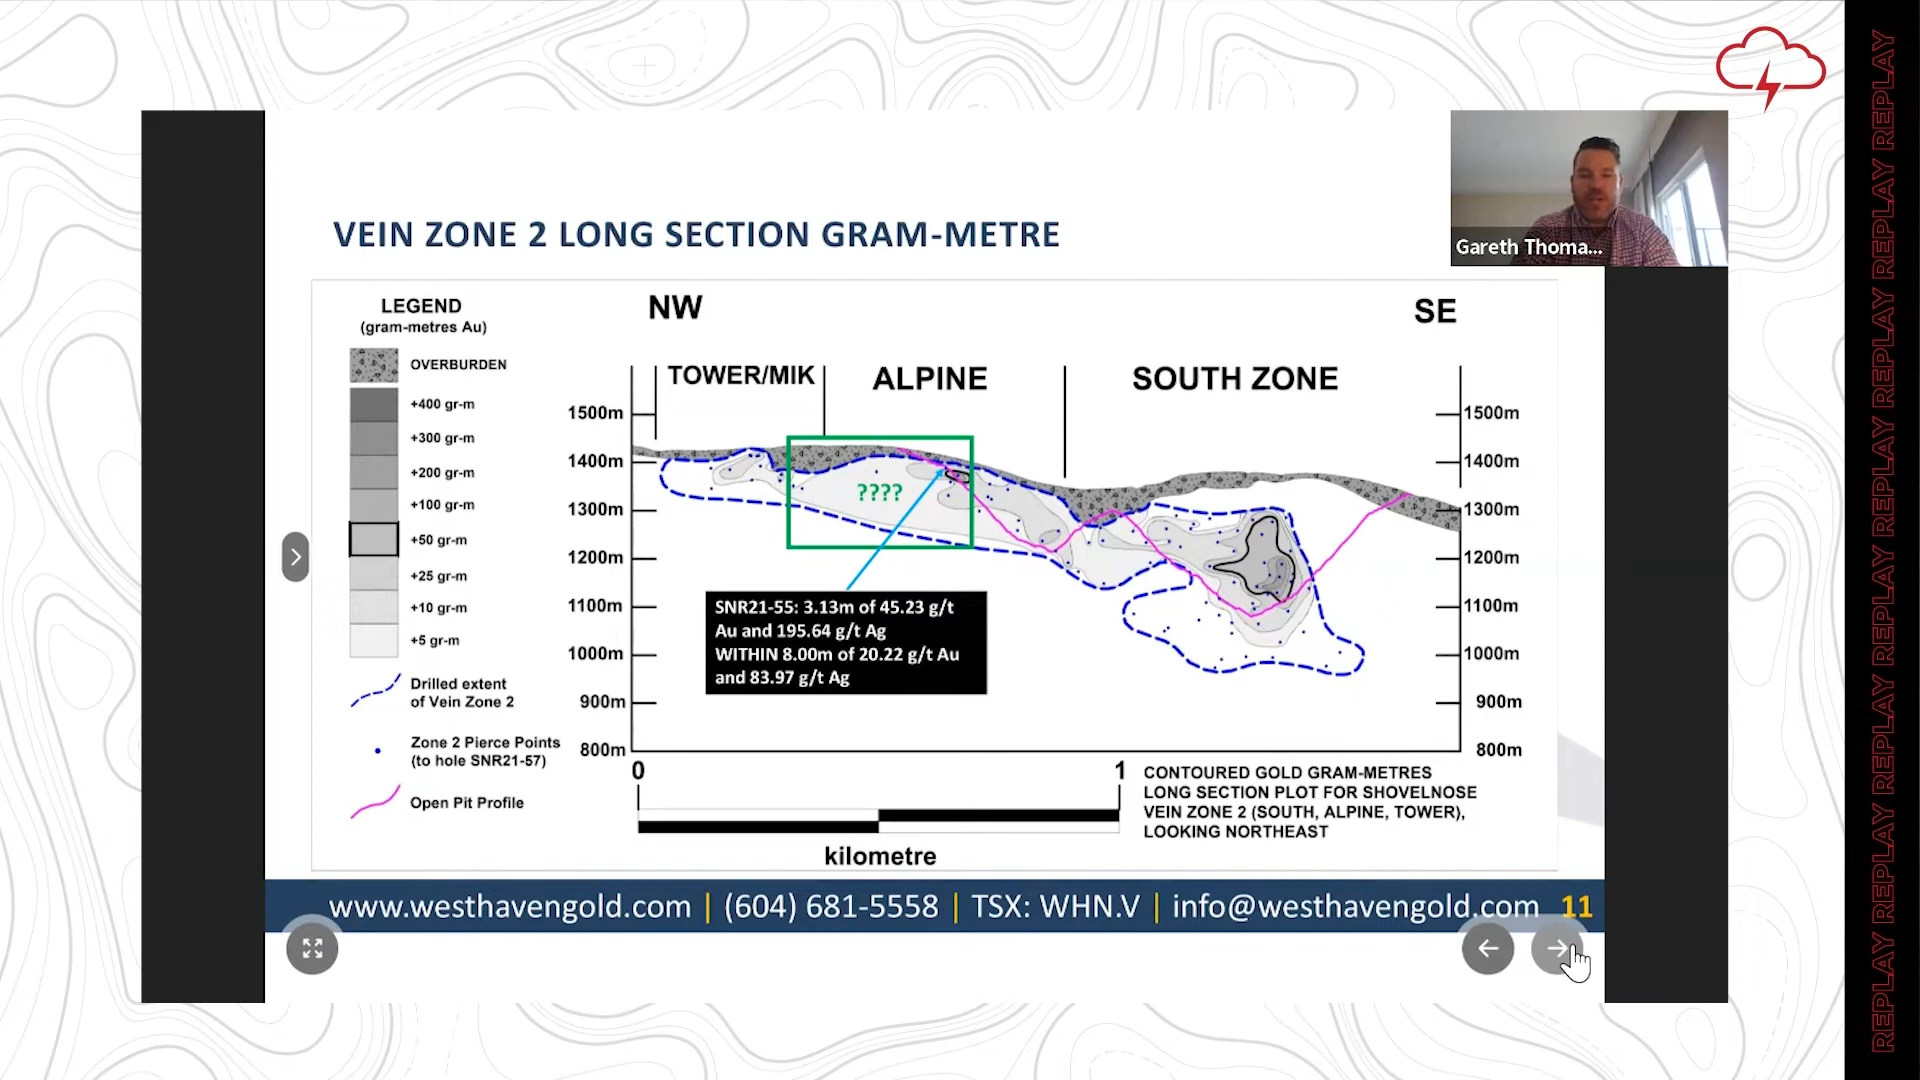 Gareth Thoma...
VEIN ZONE 2 LONG SECTION GRAM-METRE
LEGEND
(gram-metres Au)
OVERBURDEN
+400 gr-m
+300 gr-m
+200 gr-m
+100 gr-m
+50 gr-m
+25 gr-m
+10 gr-m
+5 gr-m
Drilled extent
of Vein Zone 2
Zone 2 Pierce Points
(to hole SNR21-57)
Open Pit Profile
NW
SE
TOWER/MIK
ALPINE
SOUTH ZONE
1500m
1400m
1300m
1200m
1100m
1000m
900m
800m
1500m
1400m
1300m
1200m
1100m
1000m
900m
800m
????
SNR21-55: 3.13m of 45.23 g/t
Au and 195.64 g/t Ag
WITHIN 8.00m of 20.22 g/t Au
and 83.97 g/t Ag
0
1
kilometre
CONTOURED GOLD GRAM-METRES
LONG SECTION PLOT FOR SHOVELNOSE
VEIN ZONE 2 (SOUTH, ALPINE, TOWER),
LOOKING NORTHEAST
www.westhavengold.com | (604) 681-5558 | TSX: WHN.V | info@westhavengold.com 11
REPLAY REPLAY REPLAY REPLAY REPLAY REPLAY REPLAY REPLAY REPLAY REPLAY REPLAY